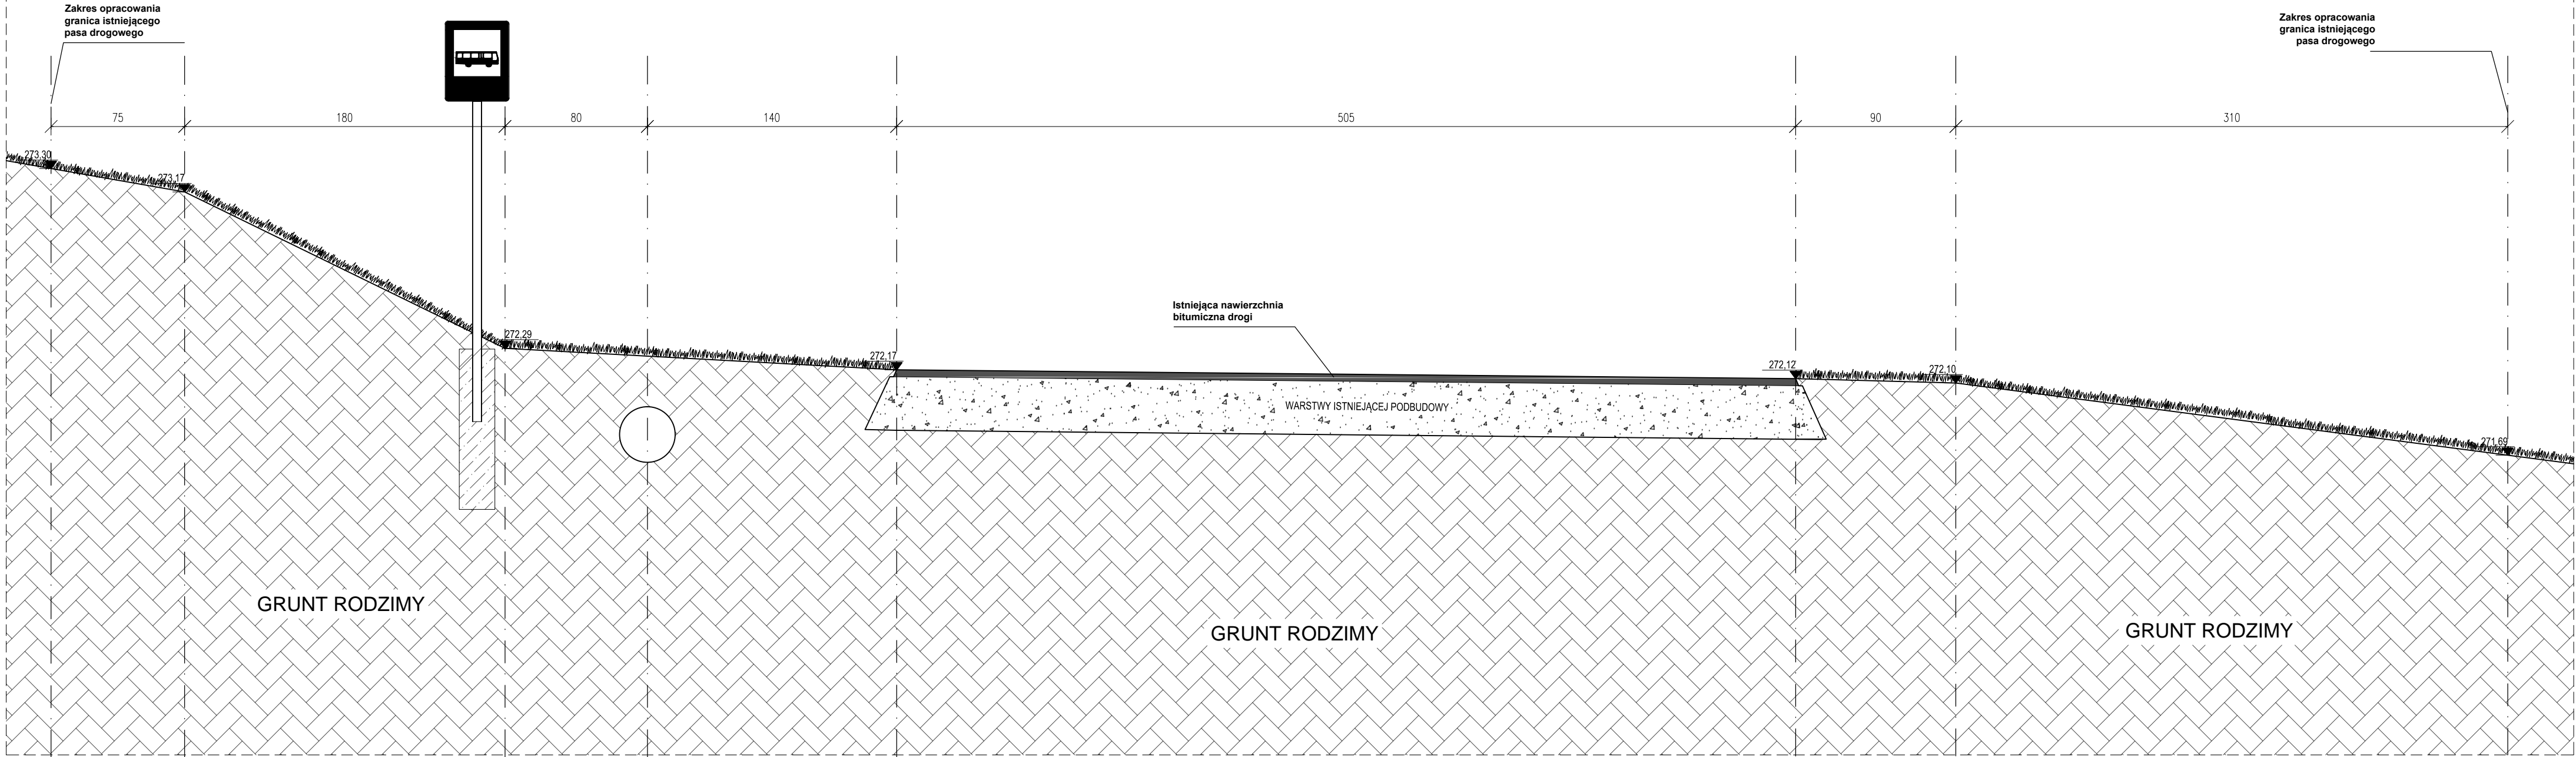 Zakres opracowania
granica istniejącego
pasa drogowego
Zakres opracowania
granica istniejącego
pasa drogowego
75
180
80
140
505
90
310
273,30
273,17
272,29
272,17
272,12
272,10
271,69
Istniejąca nawierzchnia
bitumiczna drogi
WARSTWY ISTNIEJĄCEJ PODBUDOWY
GRUNT RODZIMY
GRUNT RODZIMY
GRUNT RODZIMY